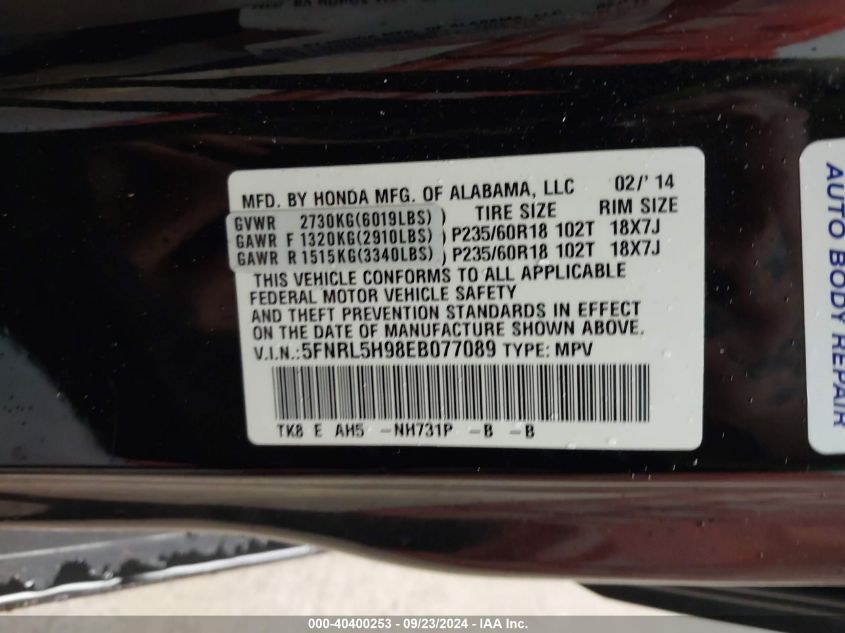 MFD. BY HONDA MFG. OF ALABAMA, LLC 02/'14
GVWR 2730KG(6019LBS) TIRE SIZE RIM SIZE
GAWR F 1320KG(2910LBS) P235/60R18 102T 18X7J
GAWR R 1515KG(3340LBS) P235/60R18 102T 18X7J
THIS VEHICLE CONFORMS TO ALL APPLICABLE
FEDERAL MOTOR VEHICLE SAFETY
AND THEFT PREVENTION STANDARDS IN EFFECT
ON THE DATE OF MANUFACTURE SHOWN ABOVE.
V.I.N.:5FNRL5H98EB077089 TYPE: MPV
TK8 E AH5 -NH731P -B -B
AUTO BODY REPAIR
000-40400253 - 09/23/2024 - IAA Inc.